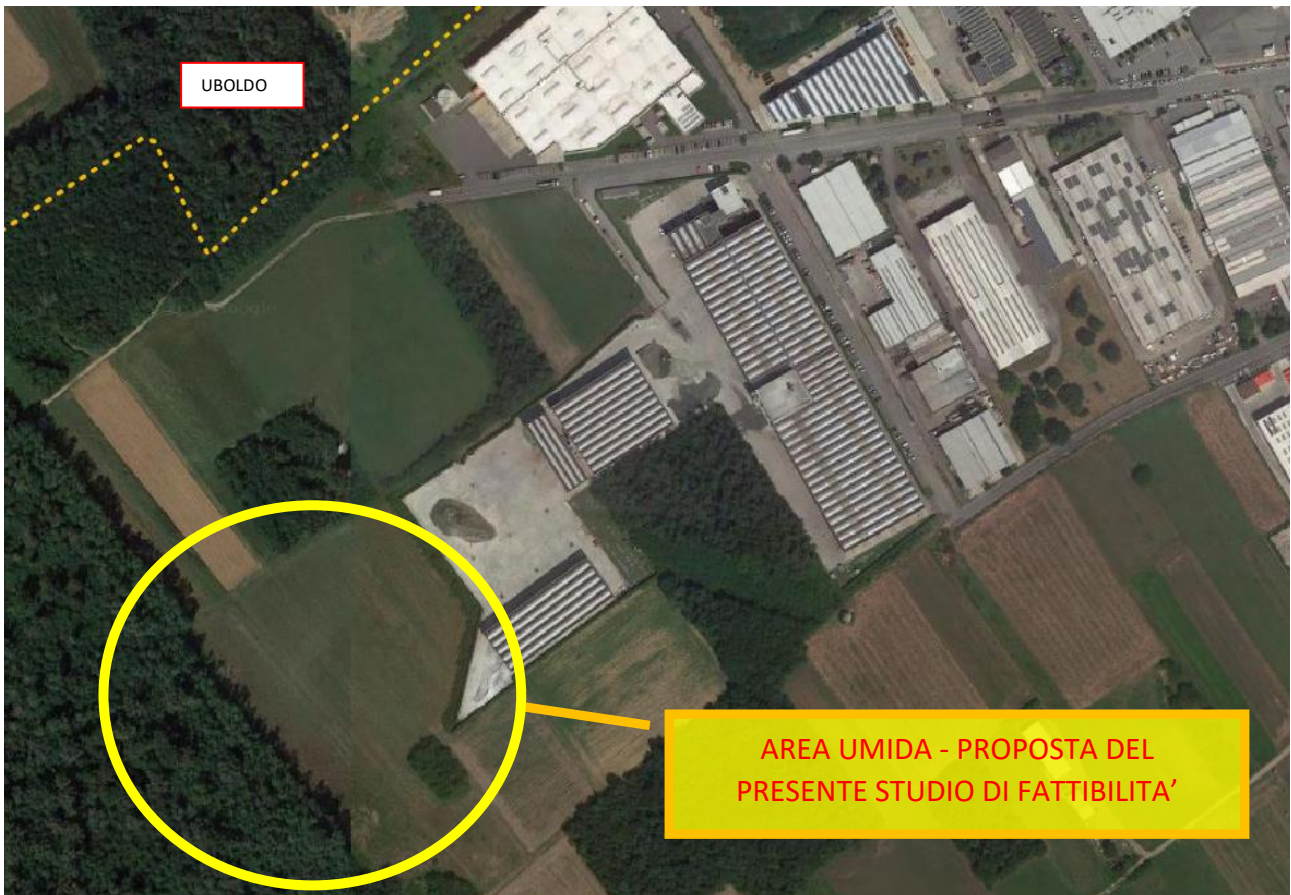 UBOLDO
AREA UMIDA - PROPOSTA DEL
PRESENTE STUDIO DI FATTIBILITA’